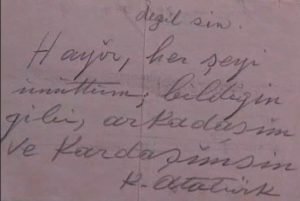 değil sin.
Hayır, her şeyi
unuttum; bildiğin
gibi, arkadaşım
ve Kardaşımsın
K. Atatürk